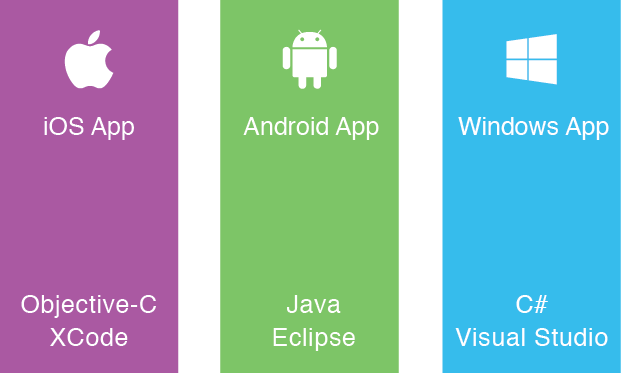 iOS App
Objective-C
XCode
Android App
Java
Eclipse
Windows App
C#
Visual Studio